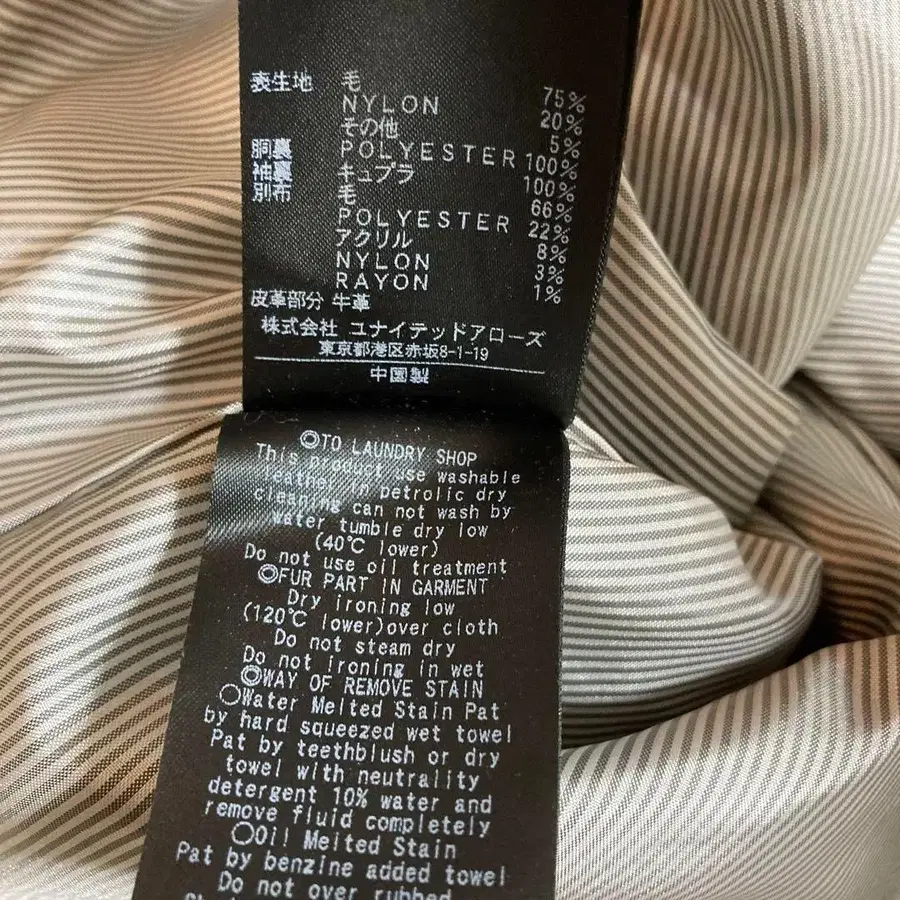 表生地 毛 75%
NYLON 20%
その他 5%
胴裏 POLYESTER 100%
袖裏 キュプラ 100%
別布 毛 66%
POLYESTER 22%
アクリル 8%
NYLON 3%
RAYON 1%
皮革部分 牛革
株式会社 ユナイテッドアローズ
東京都港区赤坂8-1-19
中国製
◎TO LAUNDRY SHOP
This product use washable
leather in petrolic dry
cleaning can not wash by
water tumble dry low
(40℃ lower)
Do not use oil treatment
◎FUR PART IN GARMENT
Dry ironing low
(120℃ lower)over cloth
Do not steam dry
Do not ironing in wet
◎WAY OF REMOVE STAIN
○Water Melted Stain Pat
by hard squeezed wet towel
Pat by teethblush or dry
towel with neutrality
detergent 10% water and
remove fluid completely
○Oil Melted Stain
Pat by benzine added towel
Do not over rubbed